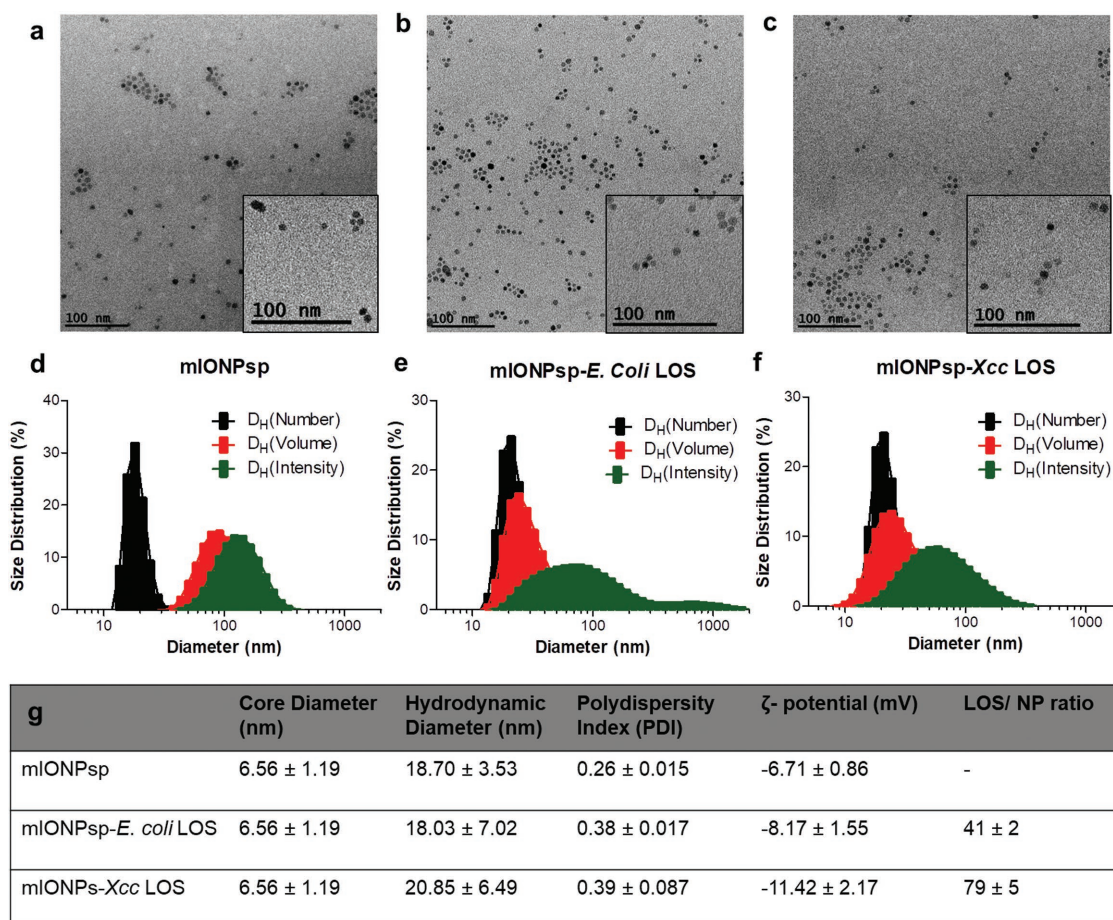 a
b
c
100 nm
100 nm
100 nm
100 nm
100 nm
100 nm
d
mIONPsp
Size Distribution (%)
40
30
20
10
0
10
100
1000
Diameter (nm)
DH(Number)
DH(Volume)
DH(Intensity)
e
mIONPsp-E. Coli LOS
Size Distribution (%)
30
20
10
0
10
100
1000
Diameter (nm)
DH(Number)
DH(Volume)
DH(Intensity)
f
mIONPsp-Xcc LOS
Size Distribution (%)
30
20
10
0
10
100
1000
Diameter (nm)
DH(Number)
DH(Volume)
DH(Intensity)
g
Core Diameter
(nm)
Hydrodynamic
Diameter (nm)
Polydispersity
Index (PDI)
ζ- potential (mV)
LOS/ NP ratio
mIONPsp
6.56 ± 1.19
18.70 ± 3.53
0.26 ± 0.015
-6.71 ± 0.86
-
mIONPsp-E. coli LOS
6.56 ± 1.19
18.03 ± 7.02
0.38 ± 0.017
-8.17 ± 1.55
41 ± 2
mIONPs-Xcc LOS
6.56 ± 1.19
20.85 ± 6.49
0.39 ± 0.087
-11.42 ± 2.17
79 ± 5